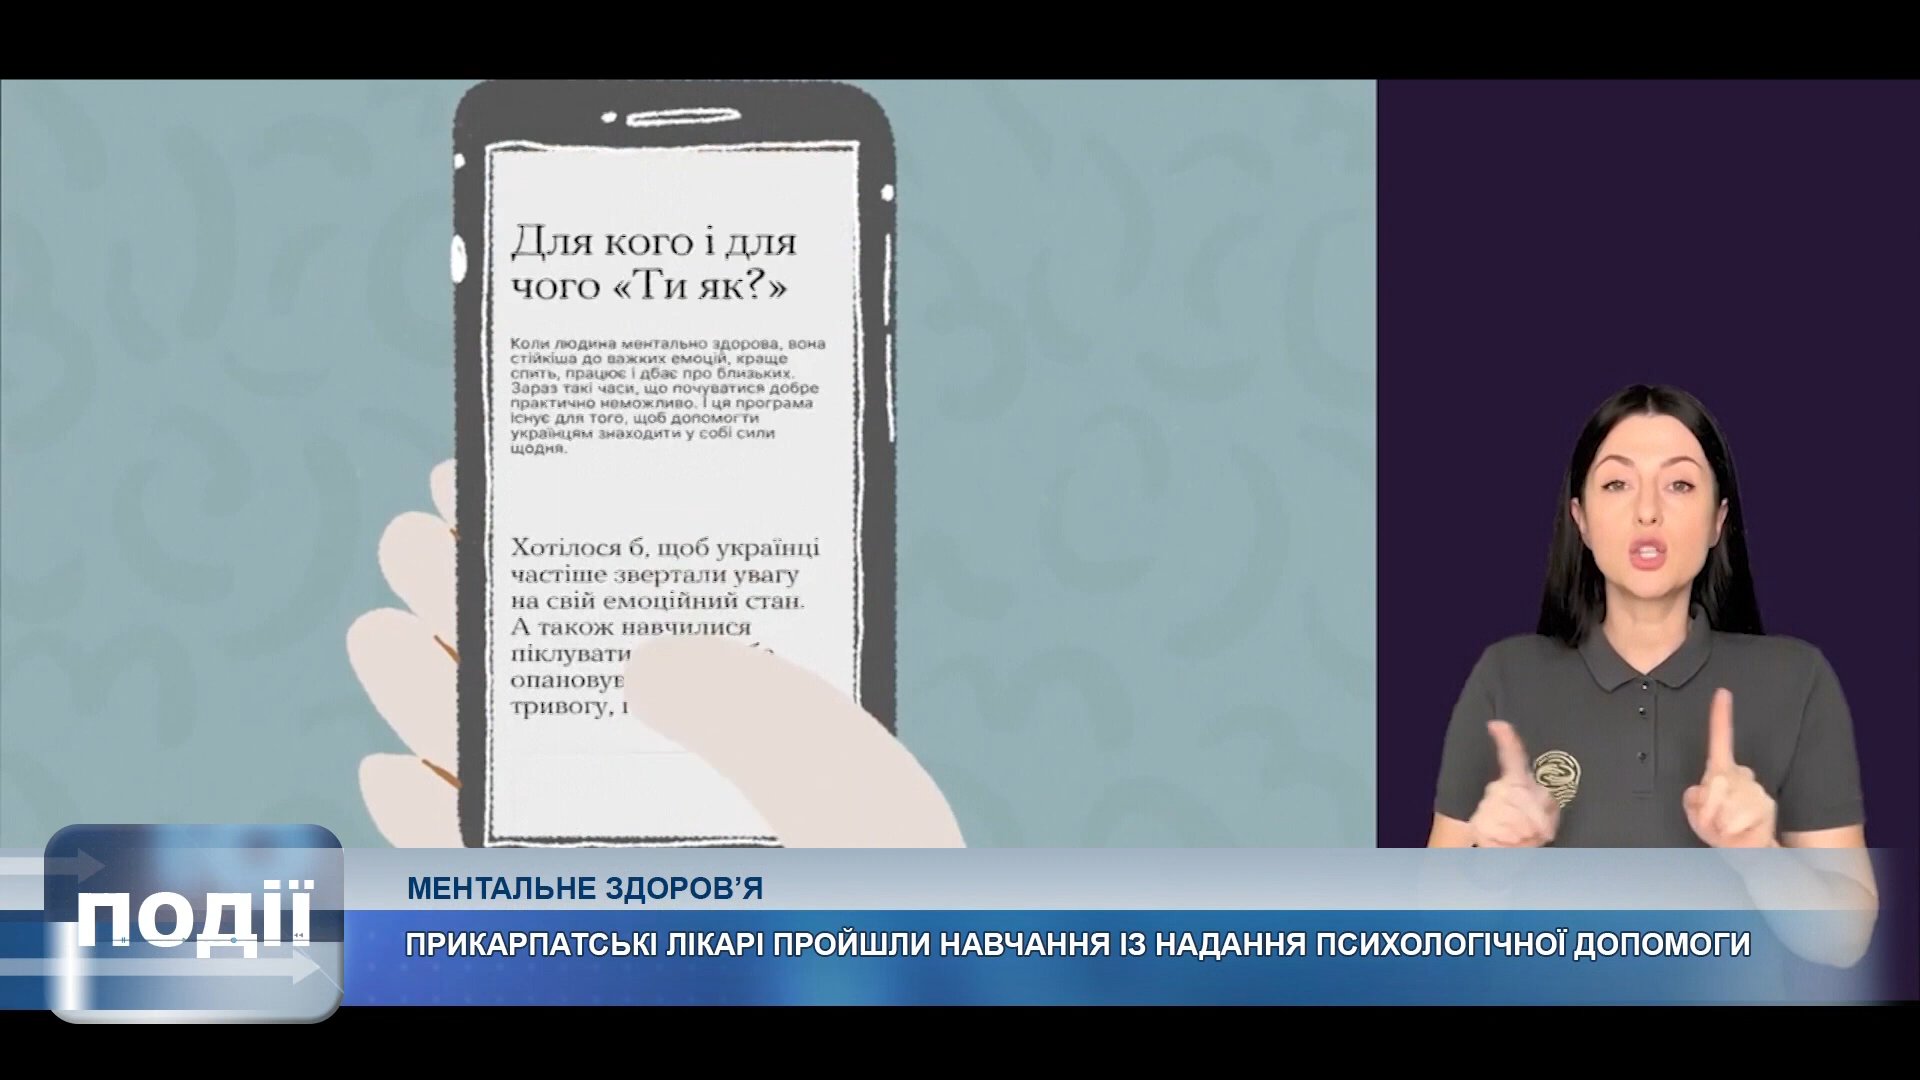 Для кого і для
чого «Ти як?»
Коли людина ментально здорова, вона
стійкіша до важких емоцій, краще
спить, працює і дбає про близьких.
Зараз такі часи, що почуватися добре
практично неможливо. І ця програма
існує для того, щоб допомогти
українцям знаходити у собі сили
щодня.
Хотілося б, щоб українці
частіше звертали увагу
на свій емоційний стан.
А також навчилися
піклувати
опановув
тривогу,
події
МЕНТАЛЬНЕ ЗДОРОВ’Я
ПРИКАРПАТСЬКІ ЛІКАРІ ПРОЙШЛИ НАВЧАННЯ ІЗ НАДАННЯ ПСИХОЛОГІЧНОЇ ДОПОМОГИ